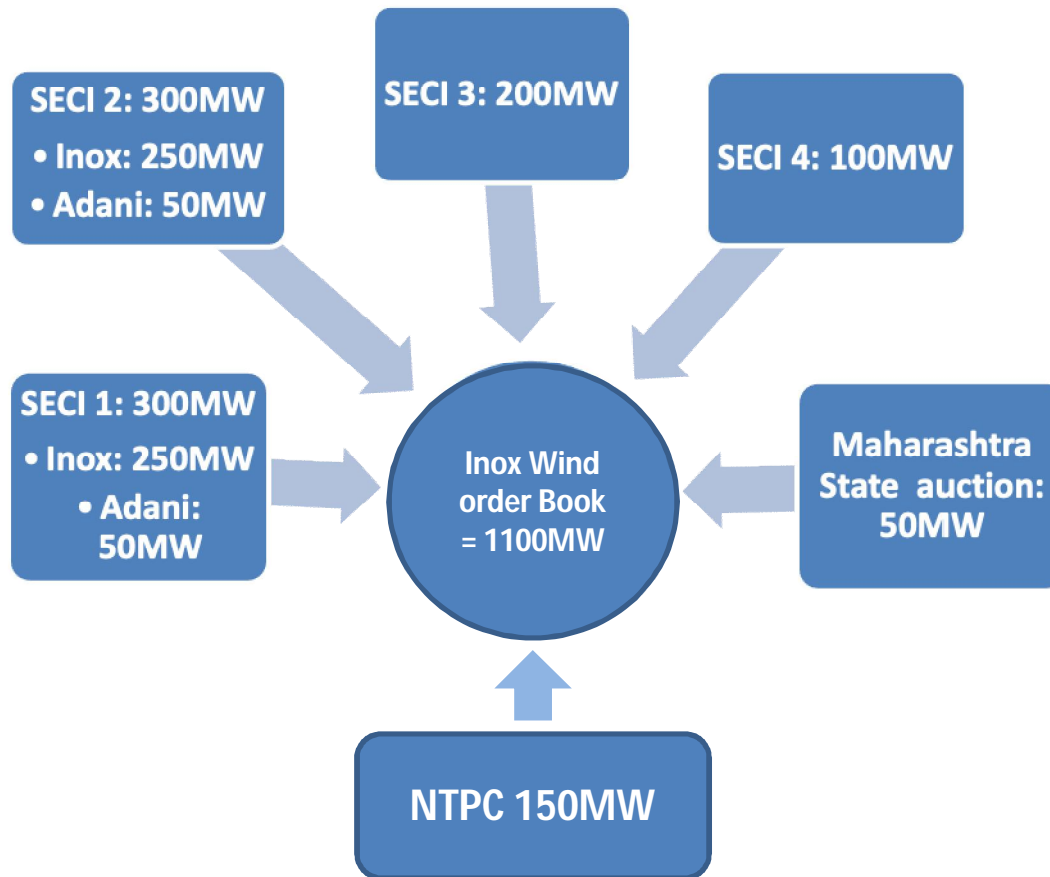 SECI 2: 300MW
• Inox: 250MW
• Adani: 50MW
SECI 3: 200MW
SECI 4: 100MW
SECI 1: 300MW
• Inox: 250MW
• Adani:
50MW
Inox Wind
order Book
= 1100MW
Maharashtra
State auction:
50MW
NTPC 150MW